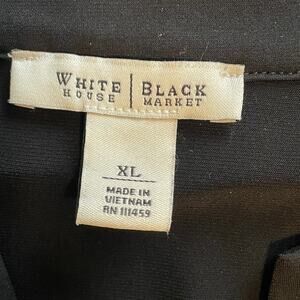 WHITE | BLACK
HOUSE | MARKET
XL
MADE IN
VIETNAM
RN 111459